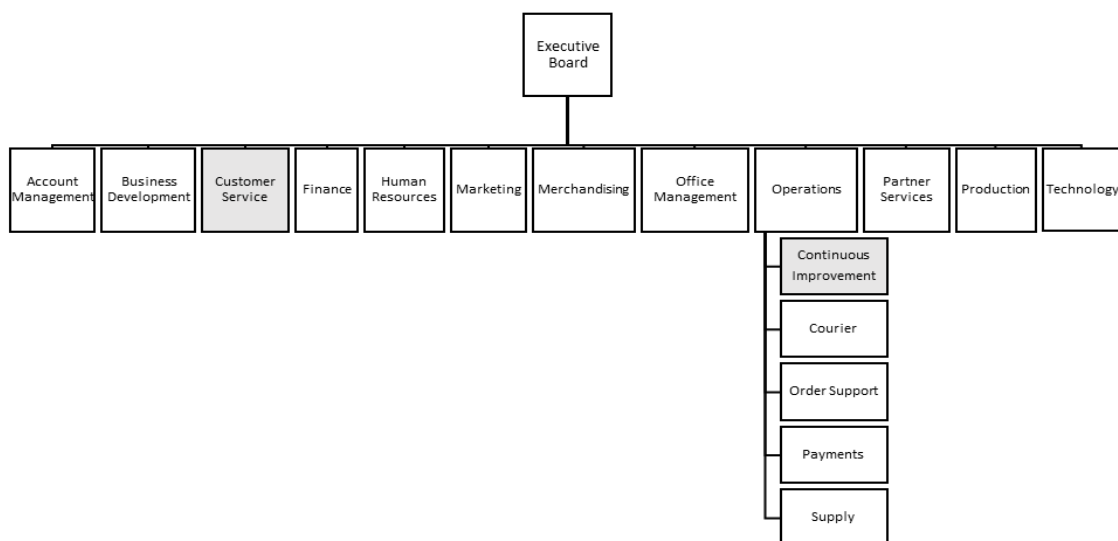 Executive
Board
Account
Management
Business
Development
Customer
Service
Finance
Human
Resources
Marketing
Merchandising
Office
Management
Operations
Partner
Services
Production
Technology
Continuous
Improvement
Courier
Order Support
Payments
Supply